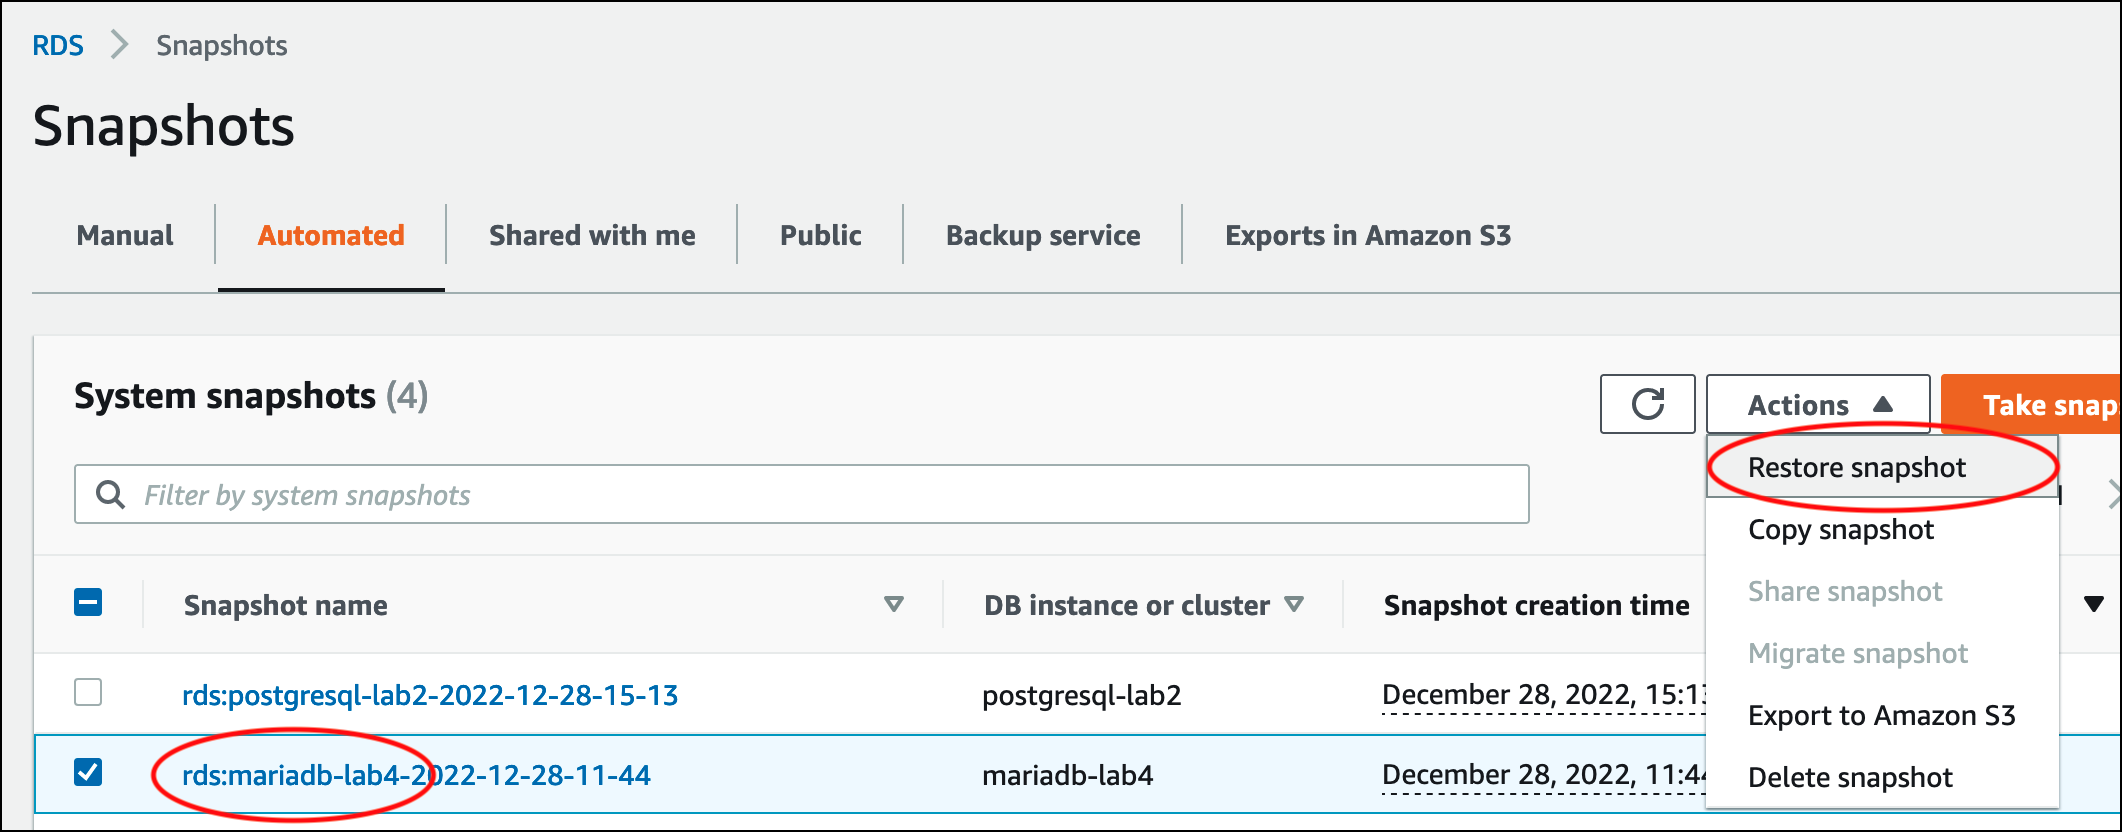 RDS > Snapshots
Snapshots
Manual Automated Shared with me Public Backup service Exports in Amazon S3
System snapshots (4)
Actions Take snap
Filter by system snapshots
Restore snapshot
Copy snapshot
Share snapshot
Migrate snapshot
Export to Amazon S3
Delete snapshot
Snapshot name DB instance or cluster Snapshot creation time
rds:postgresql-lab2-2022-12-28-15-13 postgresql-lab2 December 28, 2022, 15:13
rds:mariadb-lab4-2022-12-28-11-44 mariadb-lab4 December 28, 2022, 11:44